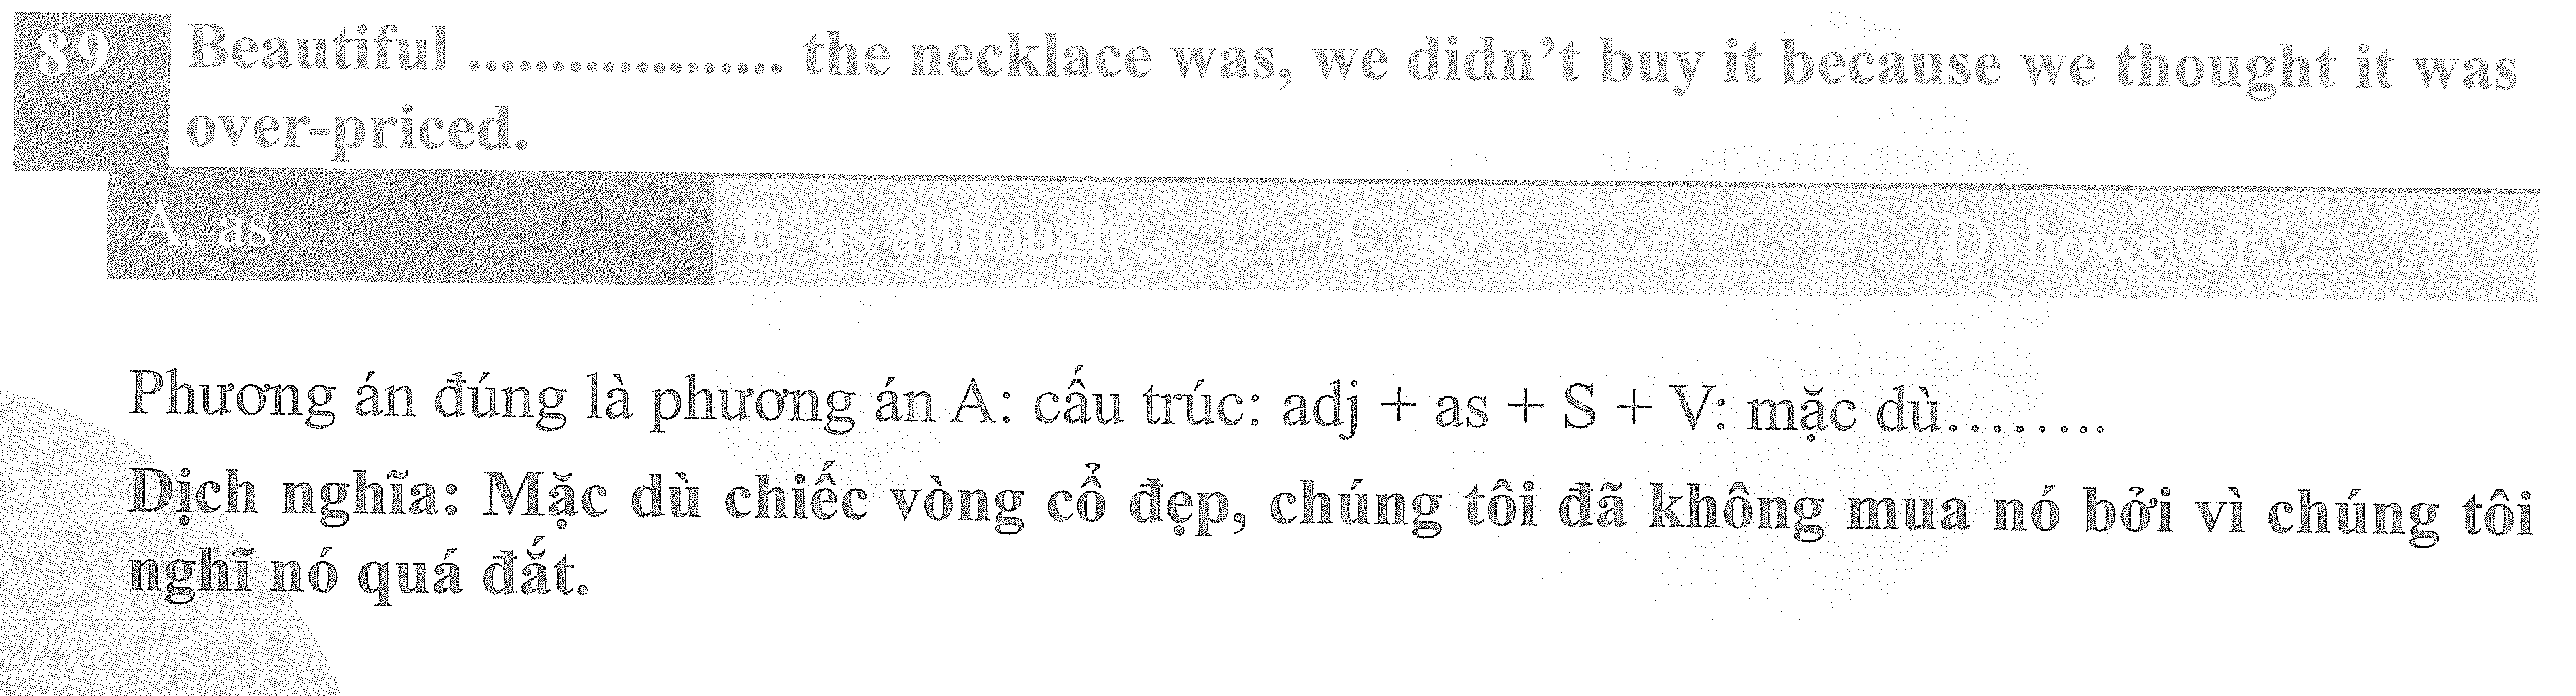 89 Beautiful .................. the necklace was, we didn't buy it because we thought it was
over-priced.
A. as B. as although C. so D. however
Phương án đúng là phương án A: cấu trúc: adj + as + S + V: mặc dù........
Dịch nghĩa: Mặc dù chiếc vòng cổ đẹp, chúng tôi đã không mua nó bởi vì chúng tôi
nghĩ nó quá đắt.